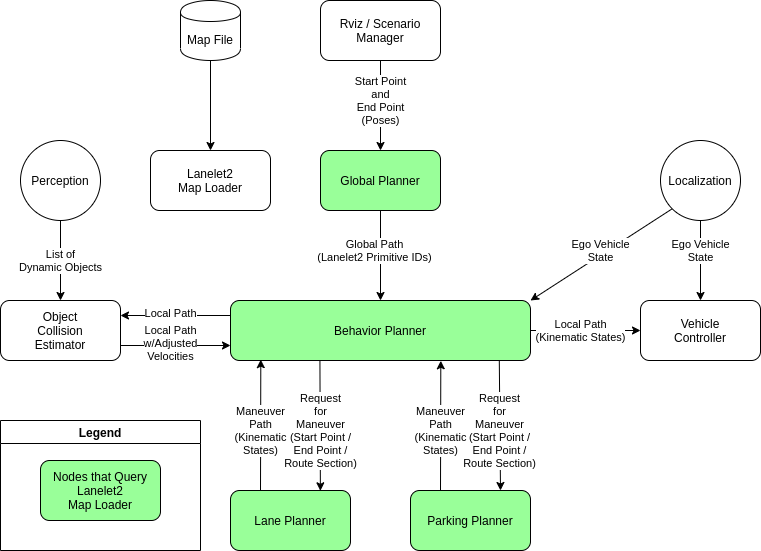 Map File
Rviz / Scenario
Manager
Start Point
and
End Point
(Poses)
Perception
Lanelet2
Map Loader
Global Planner
Localization
List of
Dynamic Objects
Global Path
(Lanelet2 Primitive IDs)
Ego Vehicle
State
Ego Vehicle
State
Object
Collision
Estimator
Local Path
Local Path
w/Adjusted
Velocities
Behavior Planner
Local Path
(Kinematic States)
Vehicle
Controller
Maneuver
Path
(Kinematic
States)
Request
for
Maneuver
(Start Point /
End Point /
Route Section)
Maneuver
Path
(Kinematic
States)
Request
for
Maneuver
(Start Point /
End Point /
Route Section)
Legend
Nodes that Query
Lanelet2
Map Loader
Lane Planner
Parking Planner